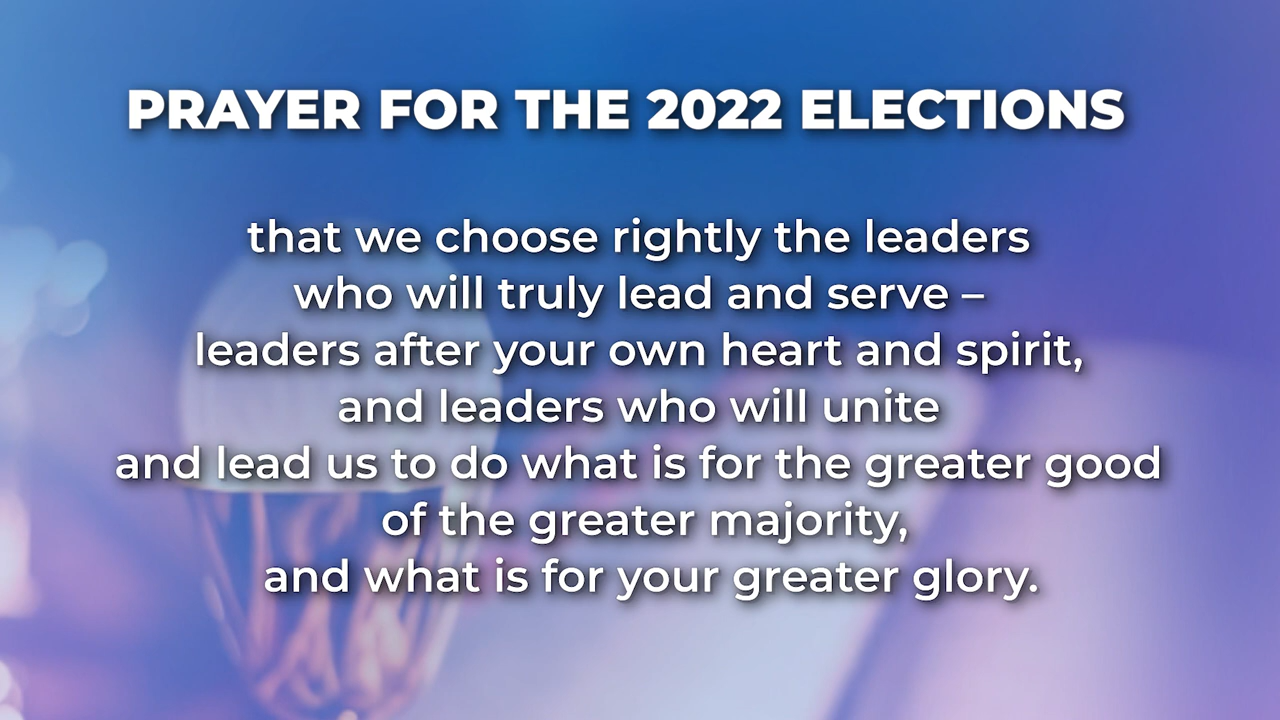 PRAYER FOR THE 2022 ELECTIONS
that we choose rightly the leaders
who will truly lead and serve –
leaders after your own heart and spirit,
and leaders who will unite
and lead us to do what is for the greater good
of the greater majority,
and what is for your greater glory.